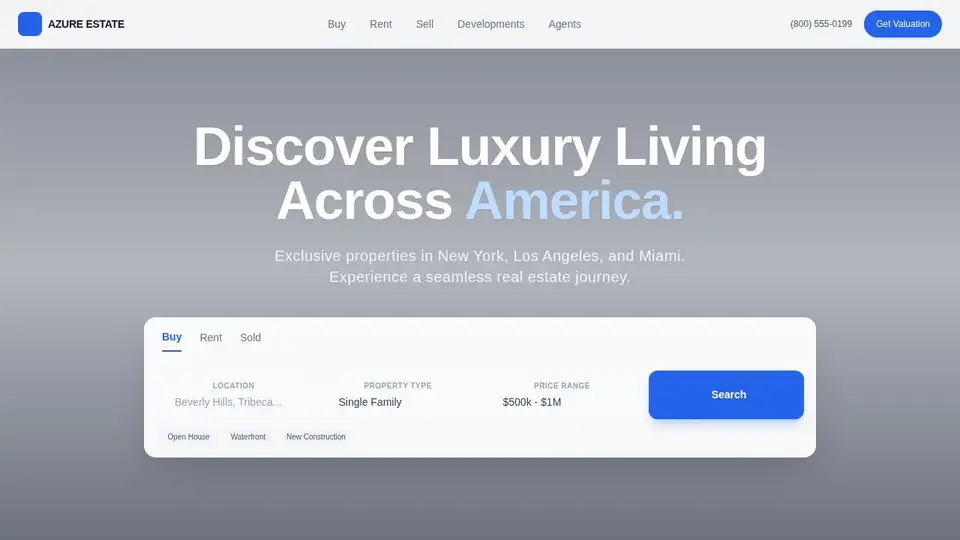 AZURE ESTATE
Buy
Rent
Sell
Developments
Agents
(800) 555-0199
Get Valuation
Discover Luxury Living
Across America.
Exclusive properties in New York, Los Angeles, and Miami.
Experience a seamless real estate journey.
Buy
Rent
Sold
LOCATION
Beverly Hills, Tribeca...
PROPERTY TYPE
Single Family
PRICE RANGE
$500k - $1M
Search
Open House
Waterfront
New Construction